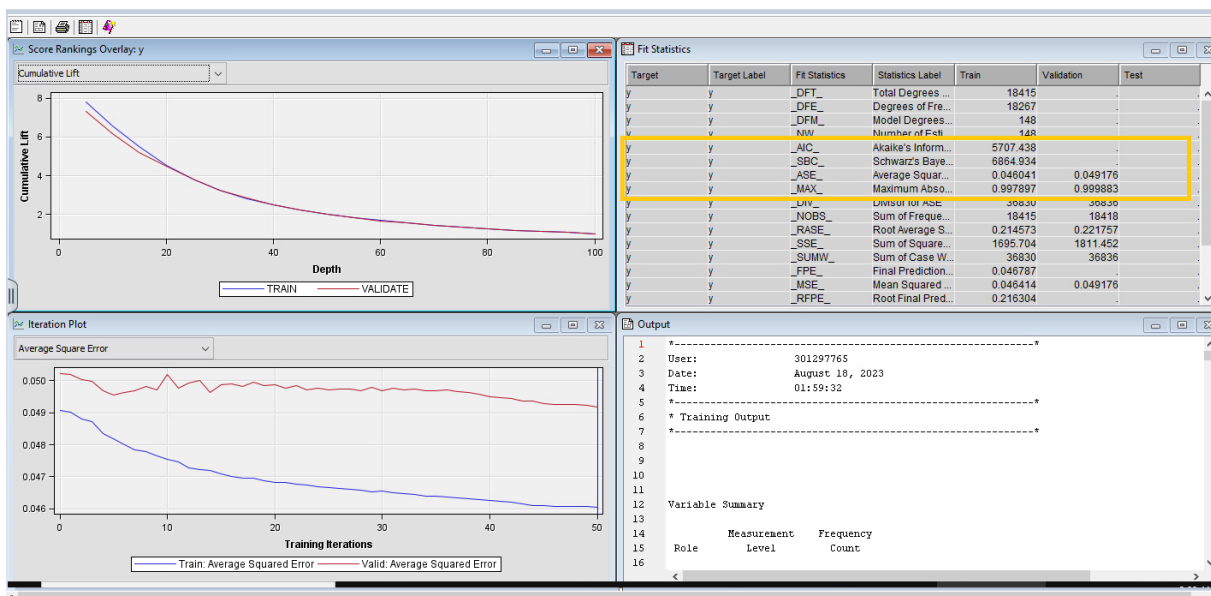 Score Rankings Overlay: y
Cumulative Lift
8
6
4
2
Cumulative Lift
0 20 40 60 80 100
Depth
TRAIN VALIDATE
Fit Statistics
Target Target Label Fit Statistics Statistics Label Train Validation Test
y y _DFT_ Total Degrees ... 18415 . .
y y _DFE_ Degrees of Fre... 18267 . .
y y _DFM_ Model Degrees... 148 . .
y y _NW_ Number of Esti... 148 . .
y y _AIC_ Akaike's Inform... 5707.438 . .
y y _SBC_ Schwarz's Baye... 6864.934 . .
y y _ASE_ Average Squar... 0.046041 0.049176 .
y y _MAX_ Maximum Abso... 0.997897 0.999883 .
y y _DIV_ Divisor for ASE 36830 36836 .
y y _NOBS_ Sum of Freque... 18415 18418 .
y y _RASE_ Root Average S... 0.214573 0.221757 .
y y _SSE_ Sum of Square... 1695.704 1811.452 .
y y _SUMW_ Sum of Case W... 36830 36836 .
y y _FPE_ Final Prediction... 0.046787 . .
y y _MSE_ Mean Squared ... 0.046414 0.049176 .
y y _RFPE_ Root Final Pred... 0.216304 . .
Iteration Plot
Average Square Error
0.050
0.049
0.048
0.047
0.046
0 10 20 30 40 50
Training Iterations
Train: Average Squared Error Valid: Average Squared Error
Output
1 *------------------------------------------------------------*
2 User: 301297765
3 Date: August 18, 2023
4 Time: 01:59:32
5 *------------------------------------------------------------*
6 * Training Output
7 *------------------------------------------------------------*
8
9
10
11
12 Variable Summary
13
14 Measurement Frequency
15 Role Level Count
16